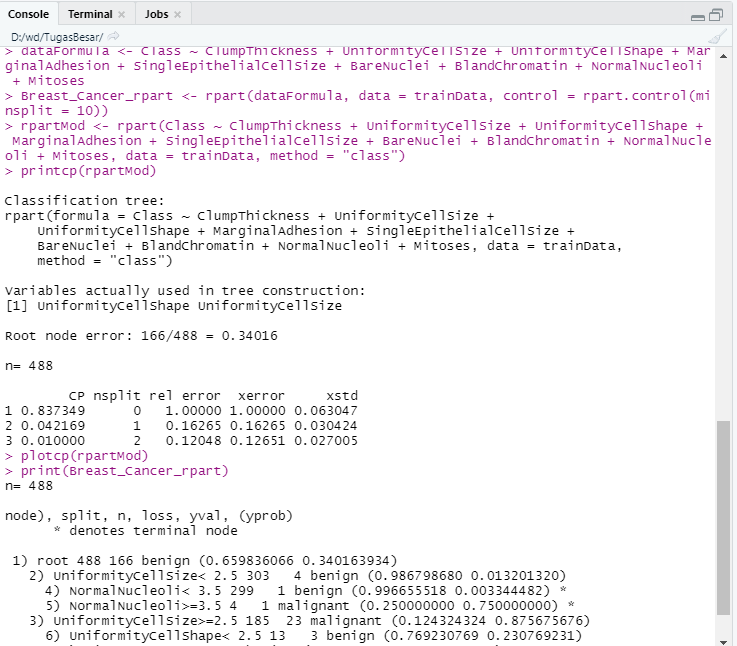 Console Terminal × Jobs ×
D:/wd/TugasBesar/
> dataFormula <- Class ~ ClumpThickness + UniformityCellSize + UniformityCellShape + Mar
ginalAdhesion + SingleEpithelialCellSize + BareNuclei + BlandChromatin + NormalNucleoli
 + Mitoses
> Breast_Cancer_rpart <- rpart(dataFormula, data = trainData, control = rpart.control(mi
nsplit = 10))
> rpartMod <- rpart(Class ~ ClumpThickness + UniformityCellSize + UniformityCellShape +
 MarginalAdhesion + SingleEpithelialCellSize + BareNuclei + BlandChromatin + NormalNucle
oli + Mitoses, data = trainData, method = "class")
> printcp(rpartMod)
Classification tree:
rpart(formula = Class ~ ClumpThickness + UniformityCellSize +
    UniformityCellShape + MarginalAdhesion + SingleEpithelialCellSize +
    BareNuclei + BlandChromatin + NormalNucleoli + Mitoses, data = trainData,
    method = "class")
Variables actually used in tree construction:
[1] UniformityCellShape UniformityCellSize
Root node error: 166/488 = 0.34016
n= 488
        CP nsplit rel error  xerror     xstd
1 0.837349      0   1.00000 1.00000 0.063047
2 0.042169      1   0.16265 0.16265 0.030424
3 0.010000      2   0.12048 0.12651 0.027005
> plotcp(rpartMod)
> print(Breast_Cancer_rpart)
n= 488
node), split, n, loss, yval, (yprob)
      * denotes terminal node
 1) root 488 166 benign (0.659836066 0.340163934)
   2) UniformityCellSize< 2.5 303   4 benign (0.986798680 0.013201320)
     4) NormalNucleoli< 3.5 299   1 benign (0.996655518 0.003344482) *
     5) NormalNucleoli>=3.5 4   1 malignant (0.250000000 0.750000000) *
   3) UniformityCellSize>=2.5 185  23 malignant (0.124324324 0.875675676)
     6) UniformityCellShape< 2.5 13   3 benign (0.769230769 0.230769231)